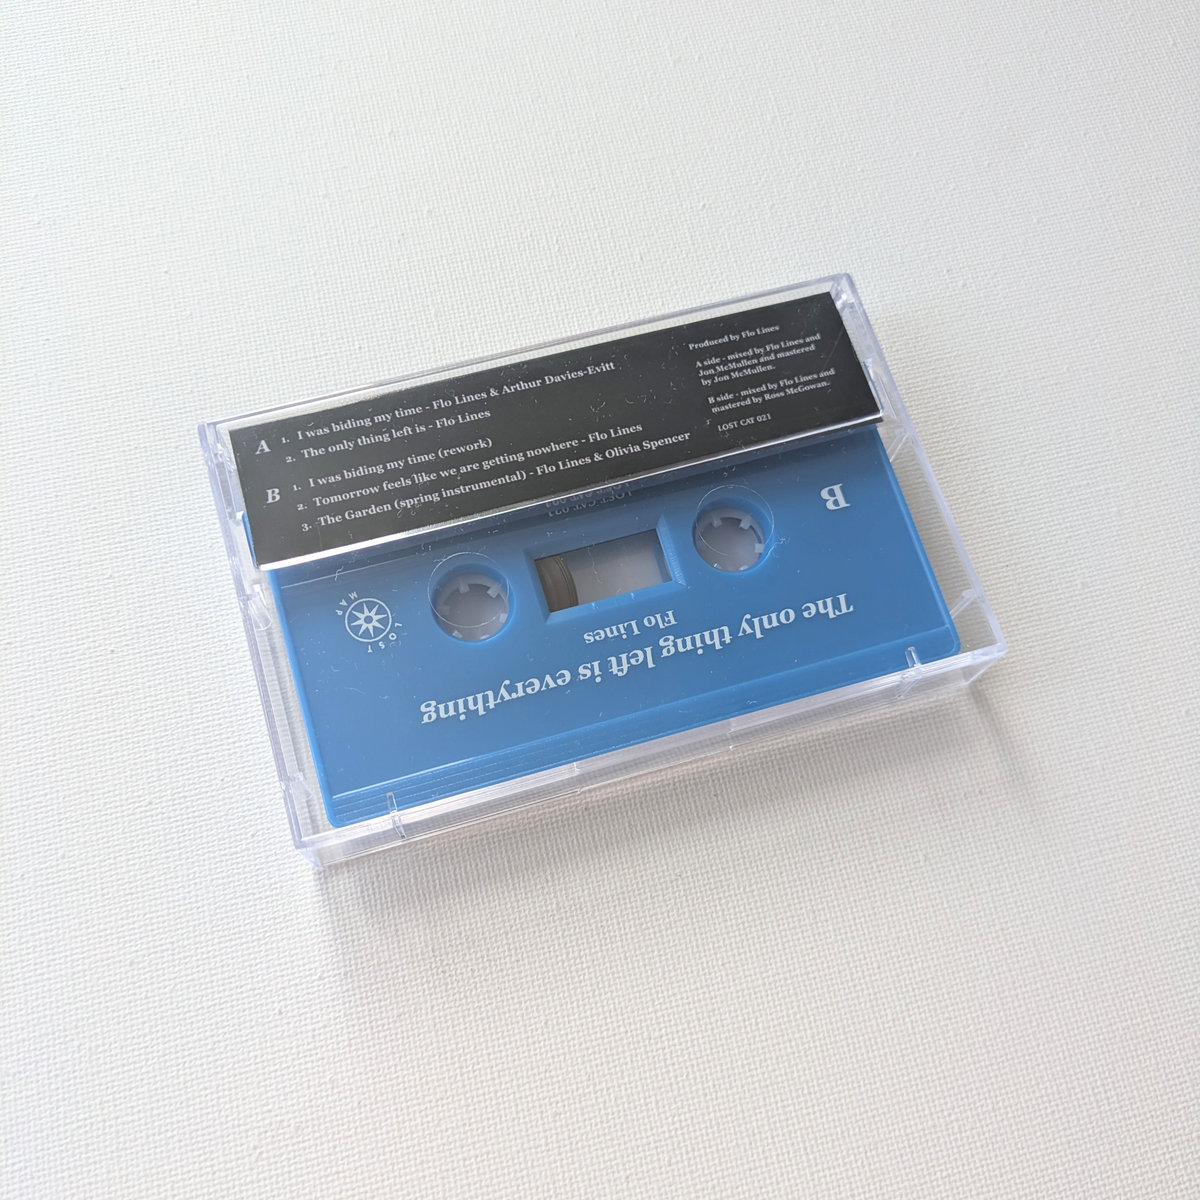 A
1. I was biding my time - Flo Lines & Arthur Davies-Evitt
2. The only thing left is - Flo Lines
B
1. I was biding my time (rework)
2. Tomorrow feels like we are getting nowhere - Flo Lines
3. The Garden (spring instrumental) - Flo Lines & Olivia Spencer
Produced by Flo Lines
A side - mixed by Flo Lines and
Jon McMullen and mastered
by Jon McMullen.
B side - mixed by Flo Lines and
mastered by Ross McGowan.
LOST CAT 021
B
The only thing left is everything
Flo Lines
LOST MAP
LOST CAT 021